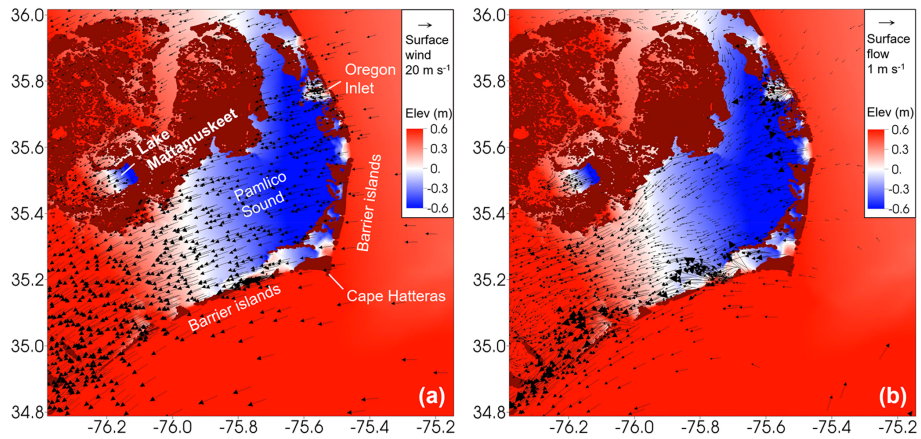 36.0
35.8
35.6
35.4
35.2
35.0
34.8
-76.2
-76.0
-75.8
-75.6
-75.4
-75.2
Surface
wind
20 m s⁻¹
Elev (m)
0.6
0.3
0.0
-0.3
-0.6
Oregon
Inlet
Lake
Mattamuskeet
Pamlico
Sound
Barrier islands
Cape Hatteras
Barrier islands
(a)
36.0
35.8
35.6
35.4
35.2
35.0
34.8
-76.2
-76.0
-75.8
-75.6
-75.4
-75.2
Surface
flow
1 m s⁻¹
Elev (m)
0.6
0.3
0.0
-0.3
-0.6
(b)